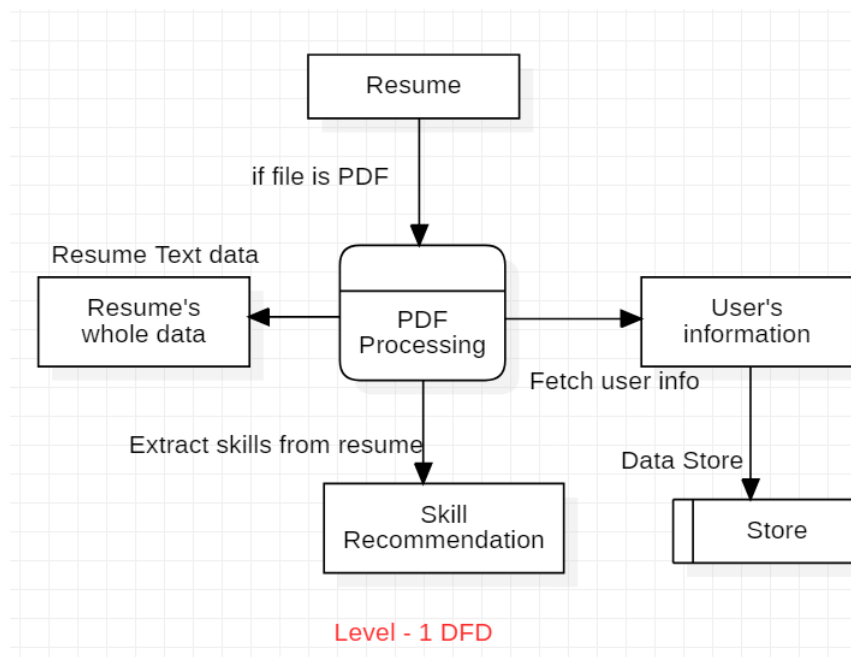 Resume
if file is PDF
Resume Text data
Resume's
whole data
PDF
Processing
User's
information
Fetch user info
Extract skills from resume
Data Store
Skill
Recommendation
Store
Level - 1 DFD